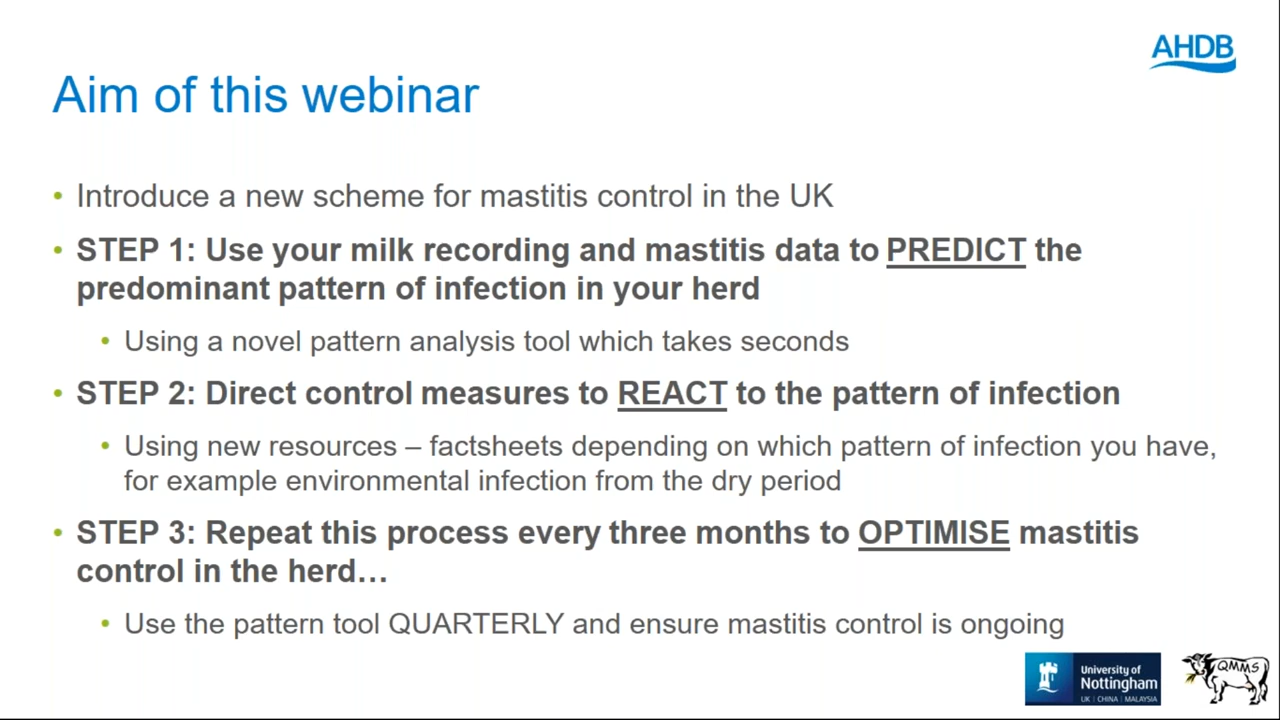 AHDB
Aim of this webinar
• Introduce a new scheme for mastitis control in the UK
• STEP 1: Use your milk recording and mastitis data to PREDICT the
predominant pattern of infection in your herd
• Using a novel pattern analysis tool which takes seconds
• STEP 2: Direct control measures to REACT to the pattern of infection
• Using new resources – factsheets depending on which pattern of infection you have,
for example environmental infection from the dry period
• STEP 3: Repeat this process every three months to OPTIMISE mastitis
control in the herd…
• Use the pattern tool QUARTERLY and ensure mastitis control is ongoing
University of
Nottingham
UK | CHINA | MALAYSIA
QMMS